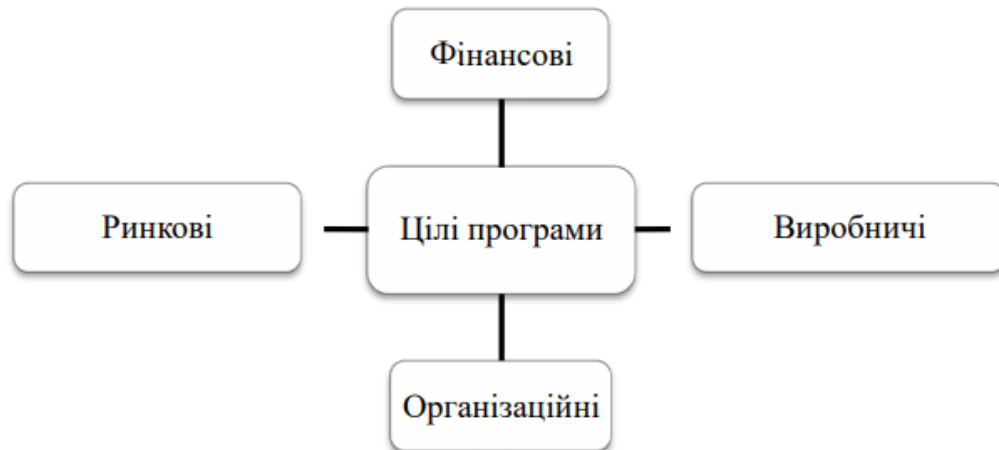 Фінансові
Ринкові
Цілі програми
Виробничі
Організаційні